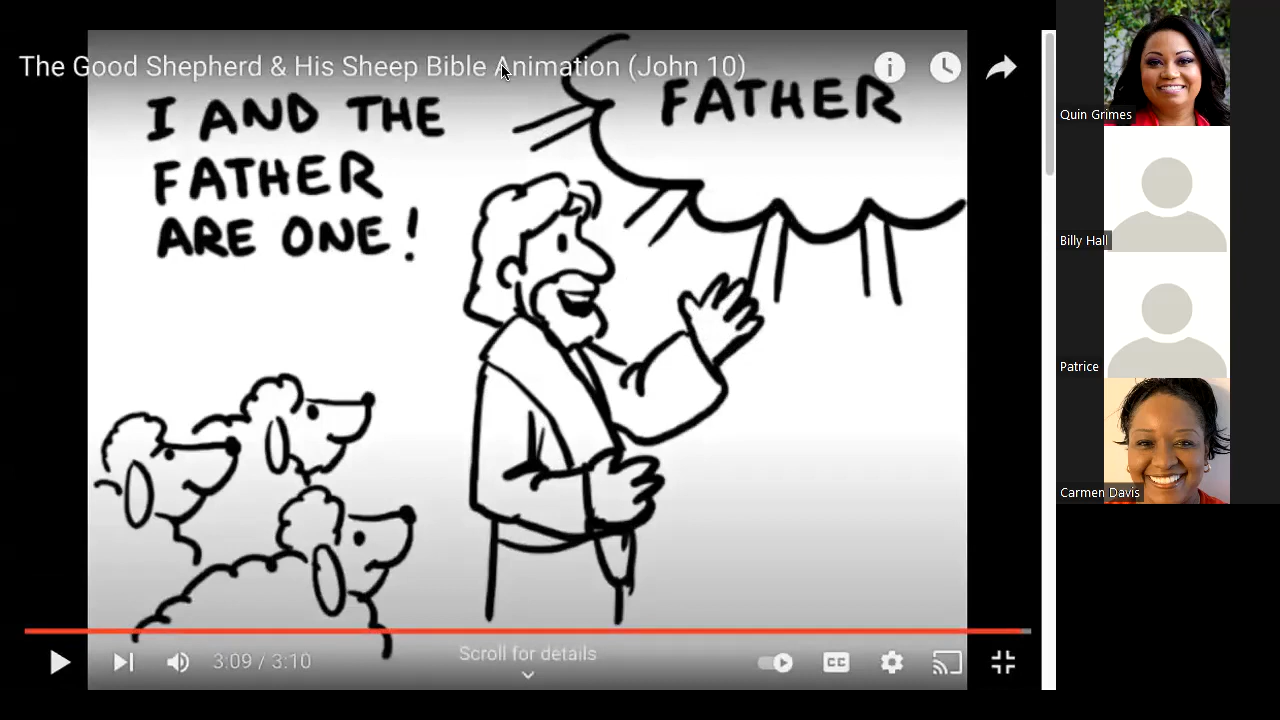 The Good Shepherd & His Sheep Bible Animation (John 10)
I AND THE
FATHER
ARE ONE!
FATHER
3:09 / 3:10
Scroll for details
CC
Quin Grimes
Billy Hall
Patrice
Carmen Davis